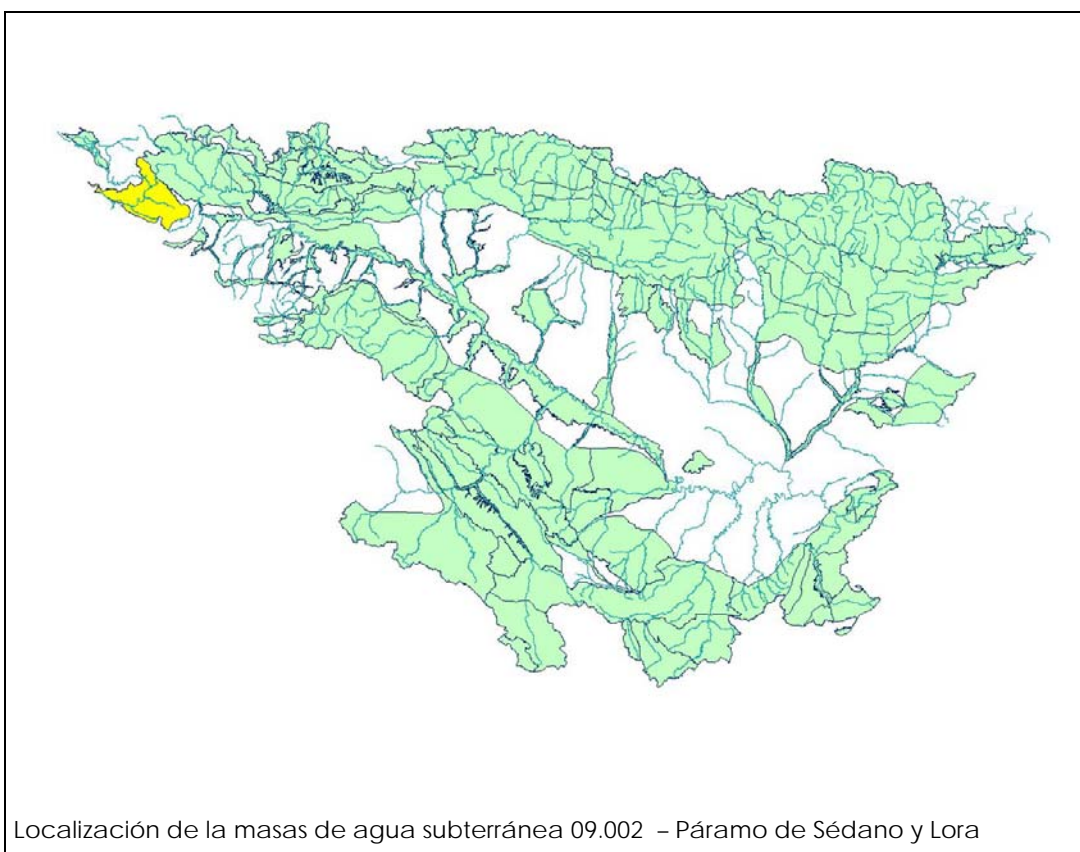 Localización de la masas de agua subterránea 09.002 – Páramo de Sédano y Lora